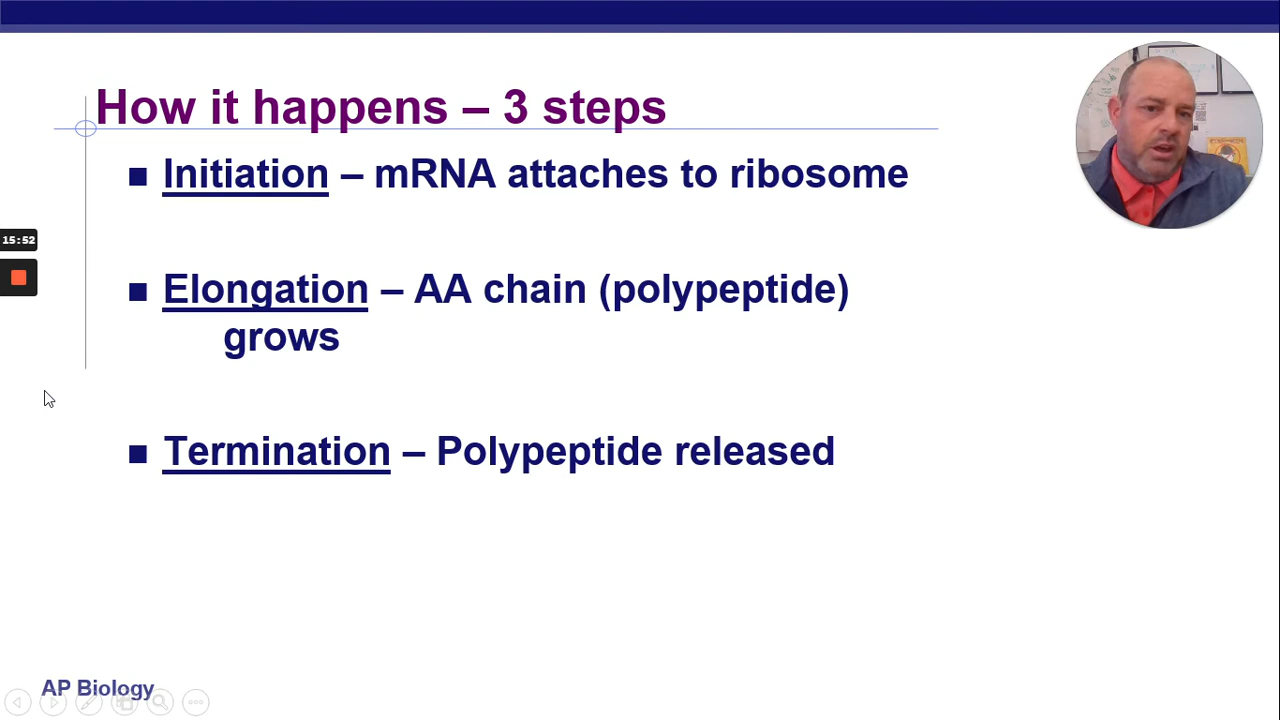 How it happens – 3 steps
■ Initiation – mRNA attaches to ribosome
15:52
■ Elongation – AA chain (polypeptide)
grows
■ Termination – Polypeptide released
AP Biology